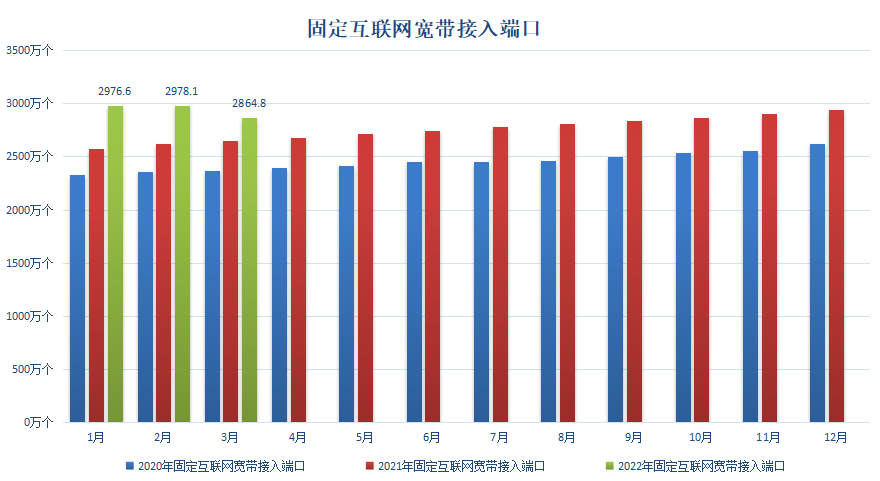 固定互联网宽带接入端口
3500万个
3000万个
2500万个
2000万个
1500万个
1000万个
500万个
0万个
2976.6
2978.1
2864.8
1月 2月 3月 4月 5月 6月 7月 8月 9月 10月 11月 12月
2020年固定互联网宽带接入端口 2021年固定互联网宽带接入端口 2022年固定互联网宽带接入端口